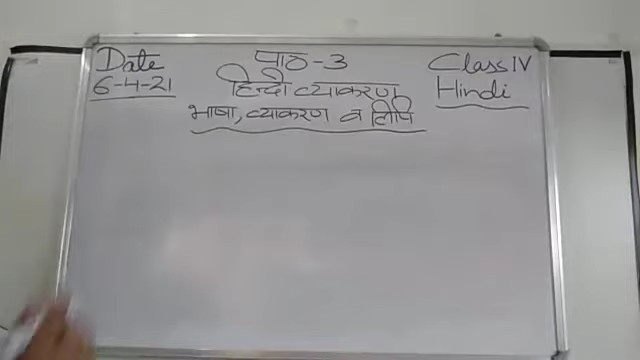 Date
6-4-21
पाठ-3
हिन्दी व्याकरण
भाषा, व्याकरण व लिपि
Class IV
Hindi